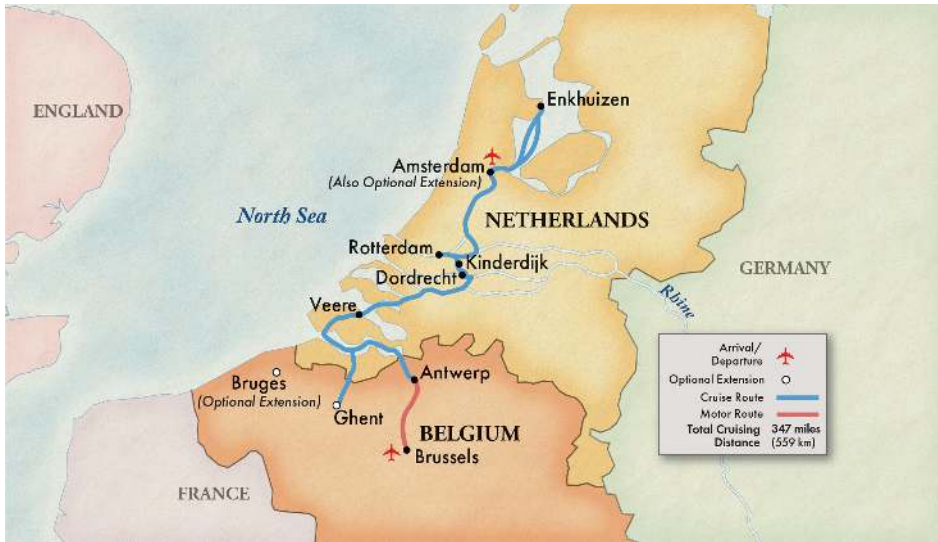 ENGLAND
Enkhuizen
Amsterdam
(Also Optional Extension)
North Sea
NETHERLANDS
Rotterdam
Kinderdijk
Dordrecht
GERMANY
Rhine
Veere
Bruges
(Optional Extension)
Antwerp
Ghent
BELGIUM
Brussels
FRANCE
Arrival/
Departure
Optional Extension
Cruise Route
Motor Route
Total Cruising 347 miles
Distance (559 km)